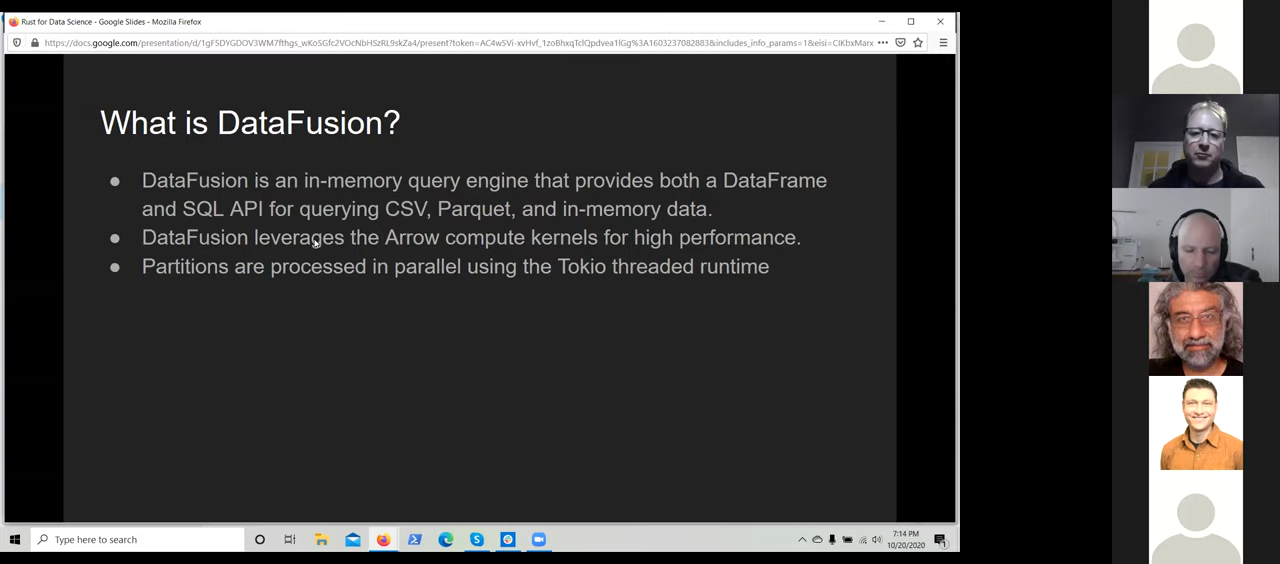 Rust for Data Science - Google Slides - Mozilla Firefox
What is DataFusion?
● DataFusion is an in-memory query engine that provides both a DataFrame
and SQL API for querying CSV, Parquet, and in-memory data.
● DataFusion leverages the Arrow compute kernels for high performance.
● Partitions are processed in parallel using the Tokio threaded runtime
Type here to search
7:14 PM
10/20/2020